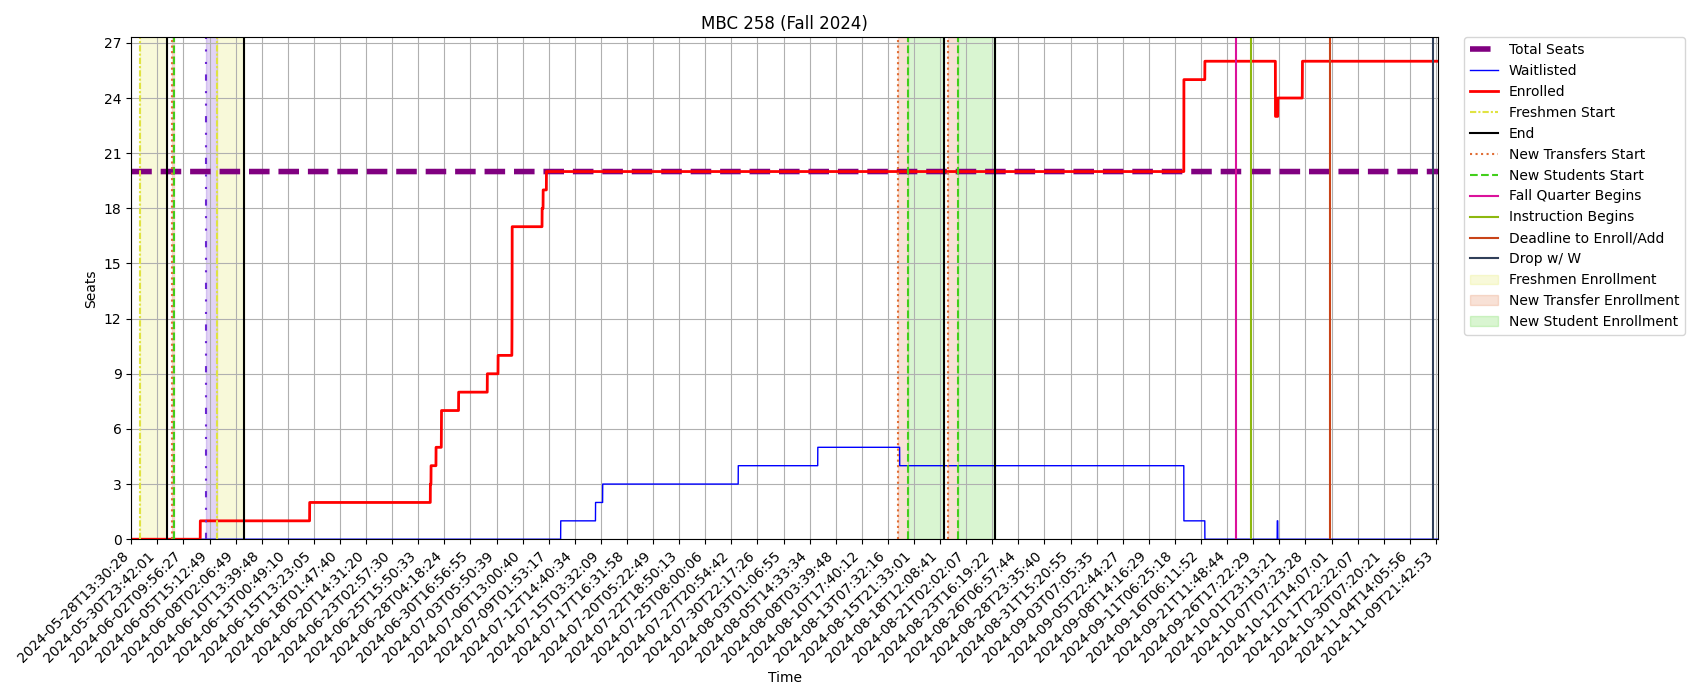 MBC 258 (Fall 2024)
27
24
21
18
15
12
9
6
3
0
Seats
2024-05-28T13:30:28
2024-05-30T23:42:01
2024-06-02T09:56:27
2024-06-05T15:12:49
2024-06-08T02:06:49
2024-06-10T13:39:48
2024-06-13T00:49:10
2024-06-15T13:23:05
2024-06-18T01:47:40
2024-06-20T14:31:20
2024-06-23T02:57:30
2024-06-25T15:50:33
2024-06-28T04:18:24
2024-06-30T16:56:55
2024-07-03T05:50:39
2024-07-06T13:00:40
2024-07-09T01:53:17
2024-07-12T14:40:34
2024-07-15T03:32:09
2024-07-17T16:31:58
2024-07-20T05:22:49
2024-07-22T18:50:13
2024-07-25T08:00:06
2024-07-27T20:54:42
2024-07-30T22:17:26
2024-08-03T01:06:55
2024-08-05T14:33:34
2024-08-08T03:39:48
2024-08-10T17:40:12
2024-08-13T07:32:16
2024-08-15T21:33:01
2024-08-18T12:08:41
2024-08-21T02:02:07
2024-08-23T16:19:22
2024-08-26T06:57:44
2024-08-28T23:35:40
2024-08-31T15:20:55
2024-09-03T07:05:35
2024-09-05T22:44:27
2024-09-08T14:16:29
2024-09-11T06:25:18
2024-09-16T06:11:52
2024-09-21T11:48:44
2024-09-26T17:22:29
2024-10-01T23:13:21
2024-10-07T07:23:28
2024-10-12T14:07:01
2024-10-17T22:22:07
2024-10-30T07:20:21
2024-11-04T14:05:56
2024-11-09T21:42:53
Time
Total Seats
Waitlisted
Enrolled
Freshmen Start
End
New Transfers Start
New Students Start
Fall Quarter Begins
Instruction Begins
Deadline to Enroll/Add
Drop w/ W
Freshmen Enrollment
New Transfer Enrollment
New Student Enrollment